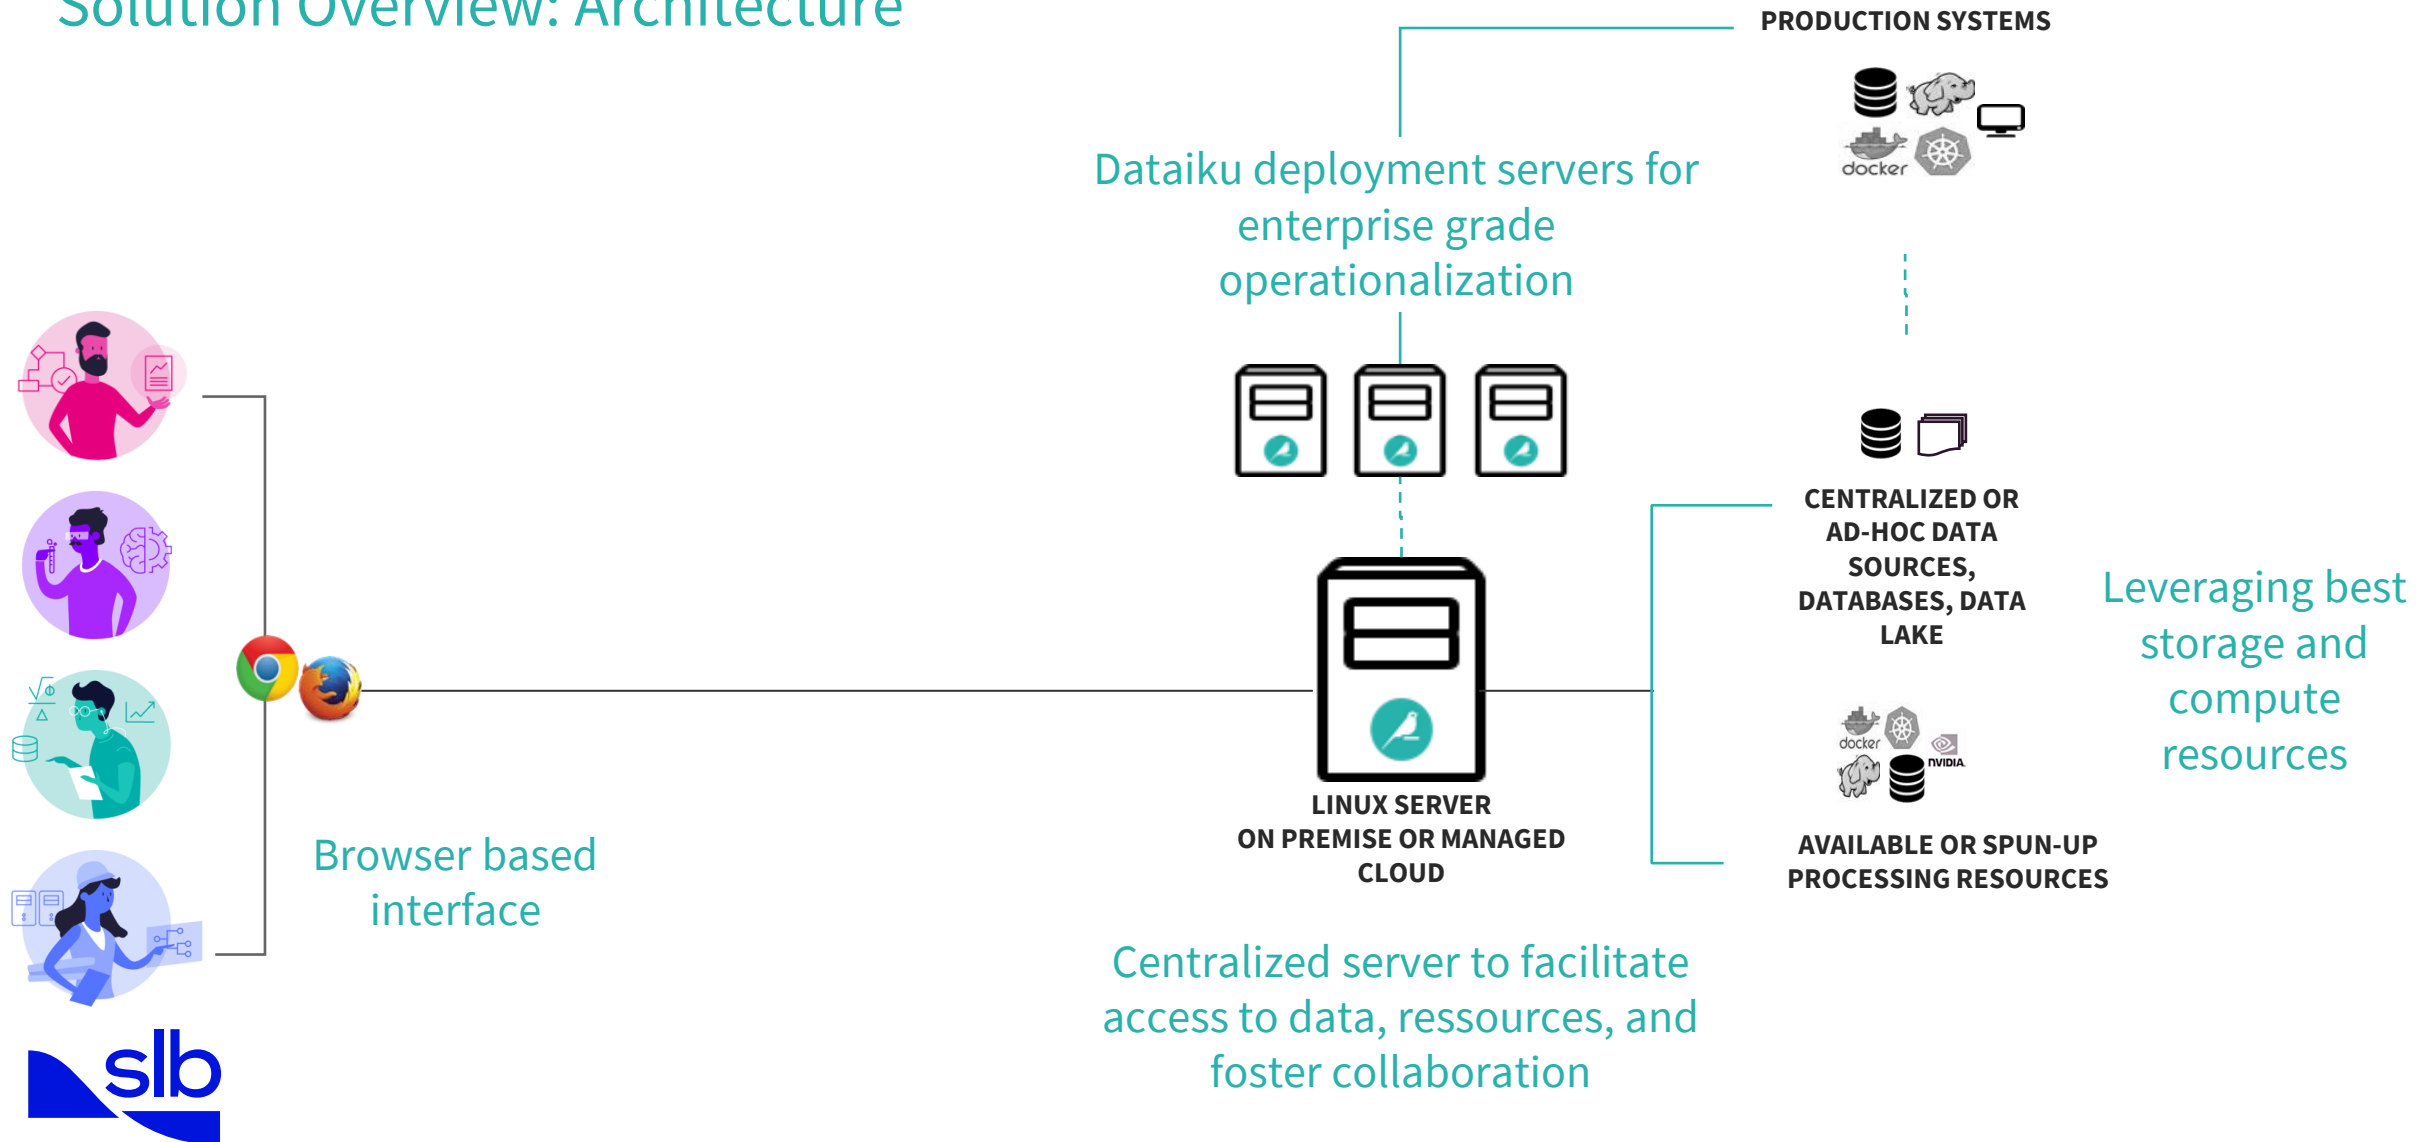 Solution Overview: Architecture
PRODUCTION SYSTEMS
docker
Dataiku deployment servers for
enterprise grade
operationalization
CENTRALIZED OR
AD-HOC DATA
SOURCES,
DATABASES, DATA
LAKE
Leveraging best
storage and
compute
resources
docker
NVIDIA.
AVAILABLE OR SPUN-UP
PROCESSING RESOURCES
LINUX SERVER
ON PREMISE OR MANAGED
CLOUD
Browser based
interface
Centralized server to facilitate
access to data, ressources, and
foster collaboration
slb